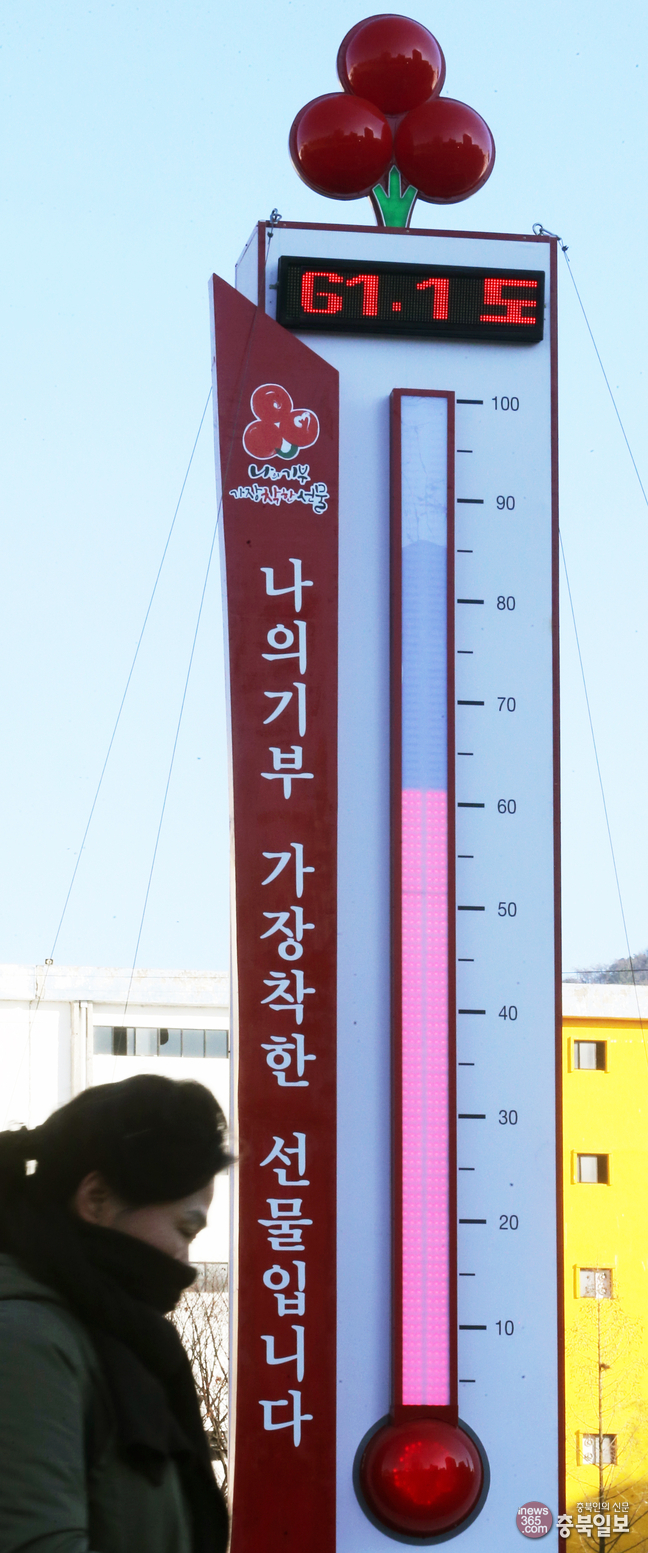 61.1 도
나의기부
가장착한선물
나의기부 가장착한 선물입니다
100
90
80
70
60
50
40
30
20
10
inews
365
.com
충북인의 신문
충북일보